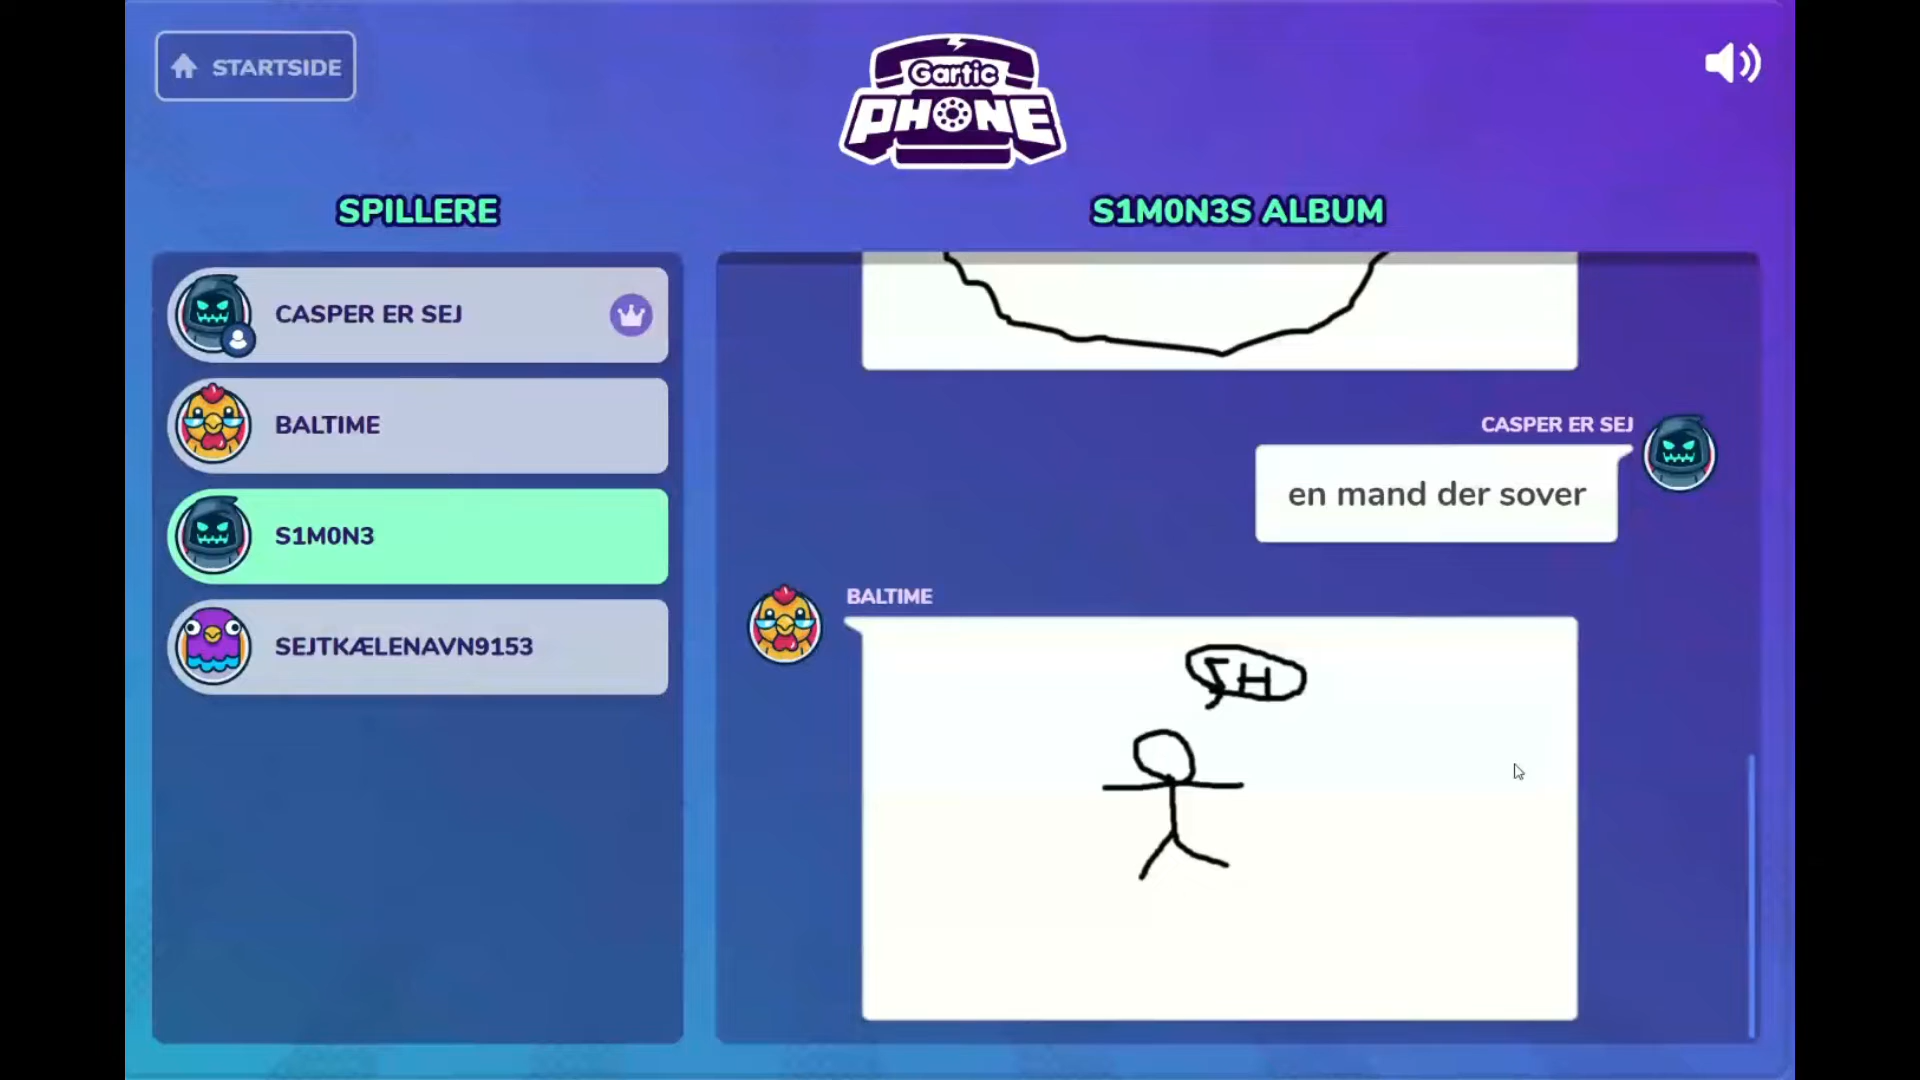 STARTSIDE
Gartic
PHONE
SPILLERE
S1M0N3S ALBUM
CASPER ER SEJ
BALTIME
S1M0N3
SEJTKÆLENAVN9153
CASPER ER SEJ
en mand der sover
BALTIME